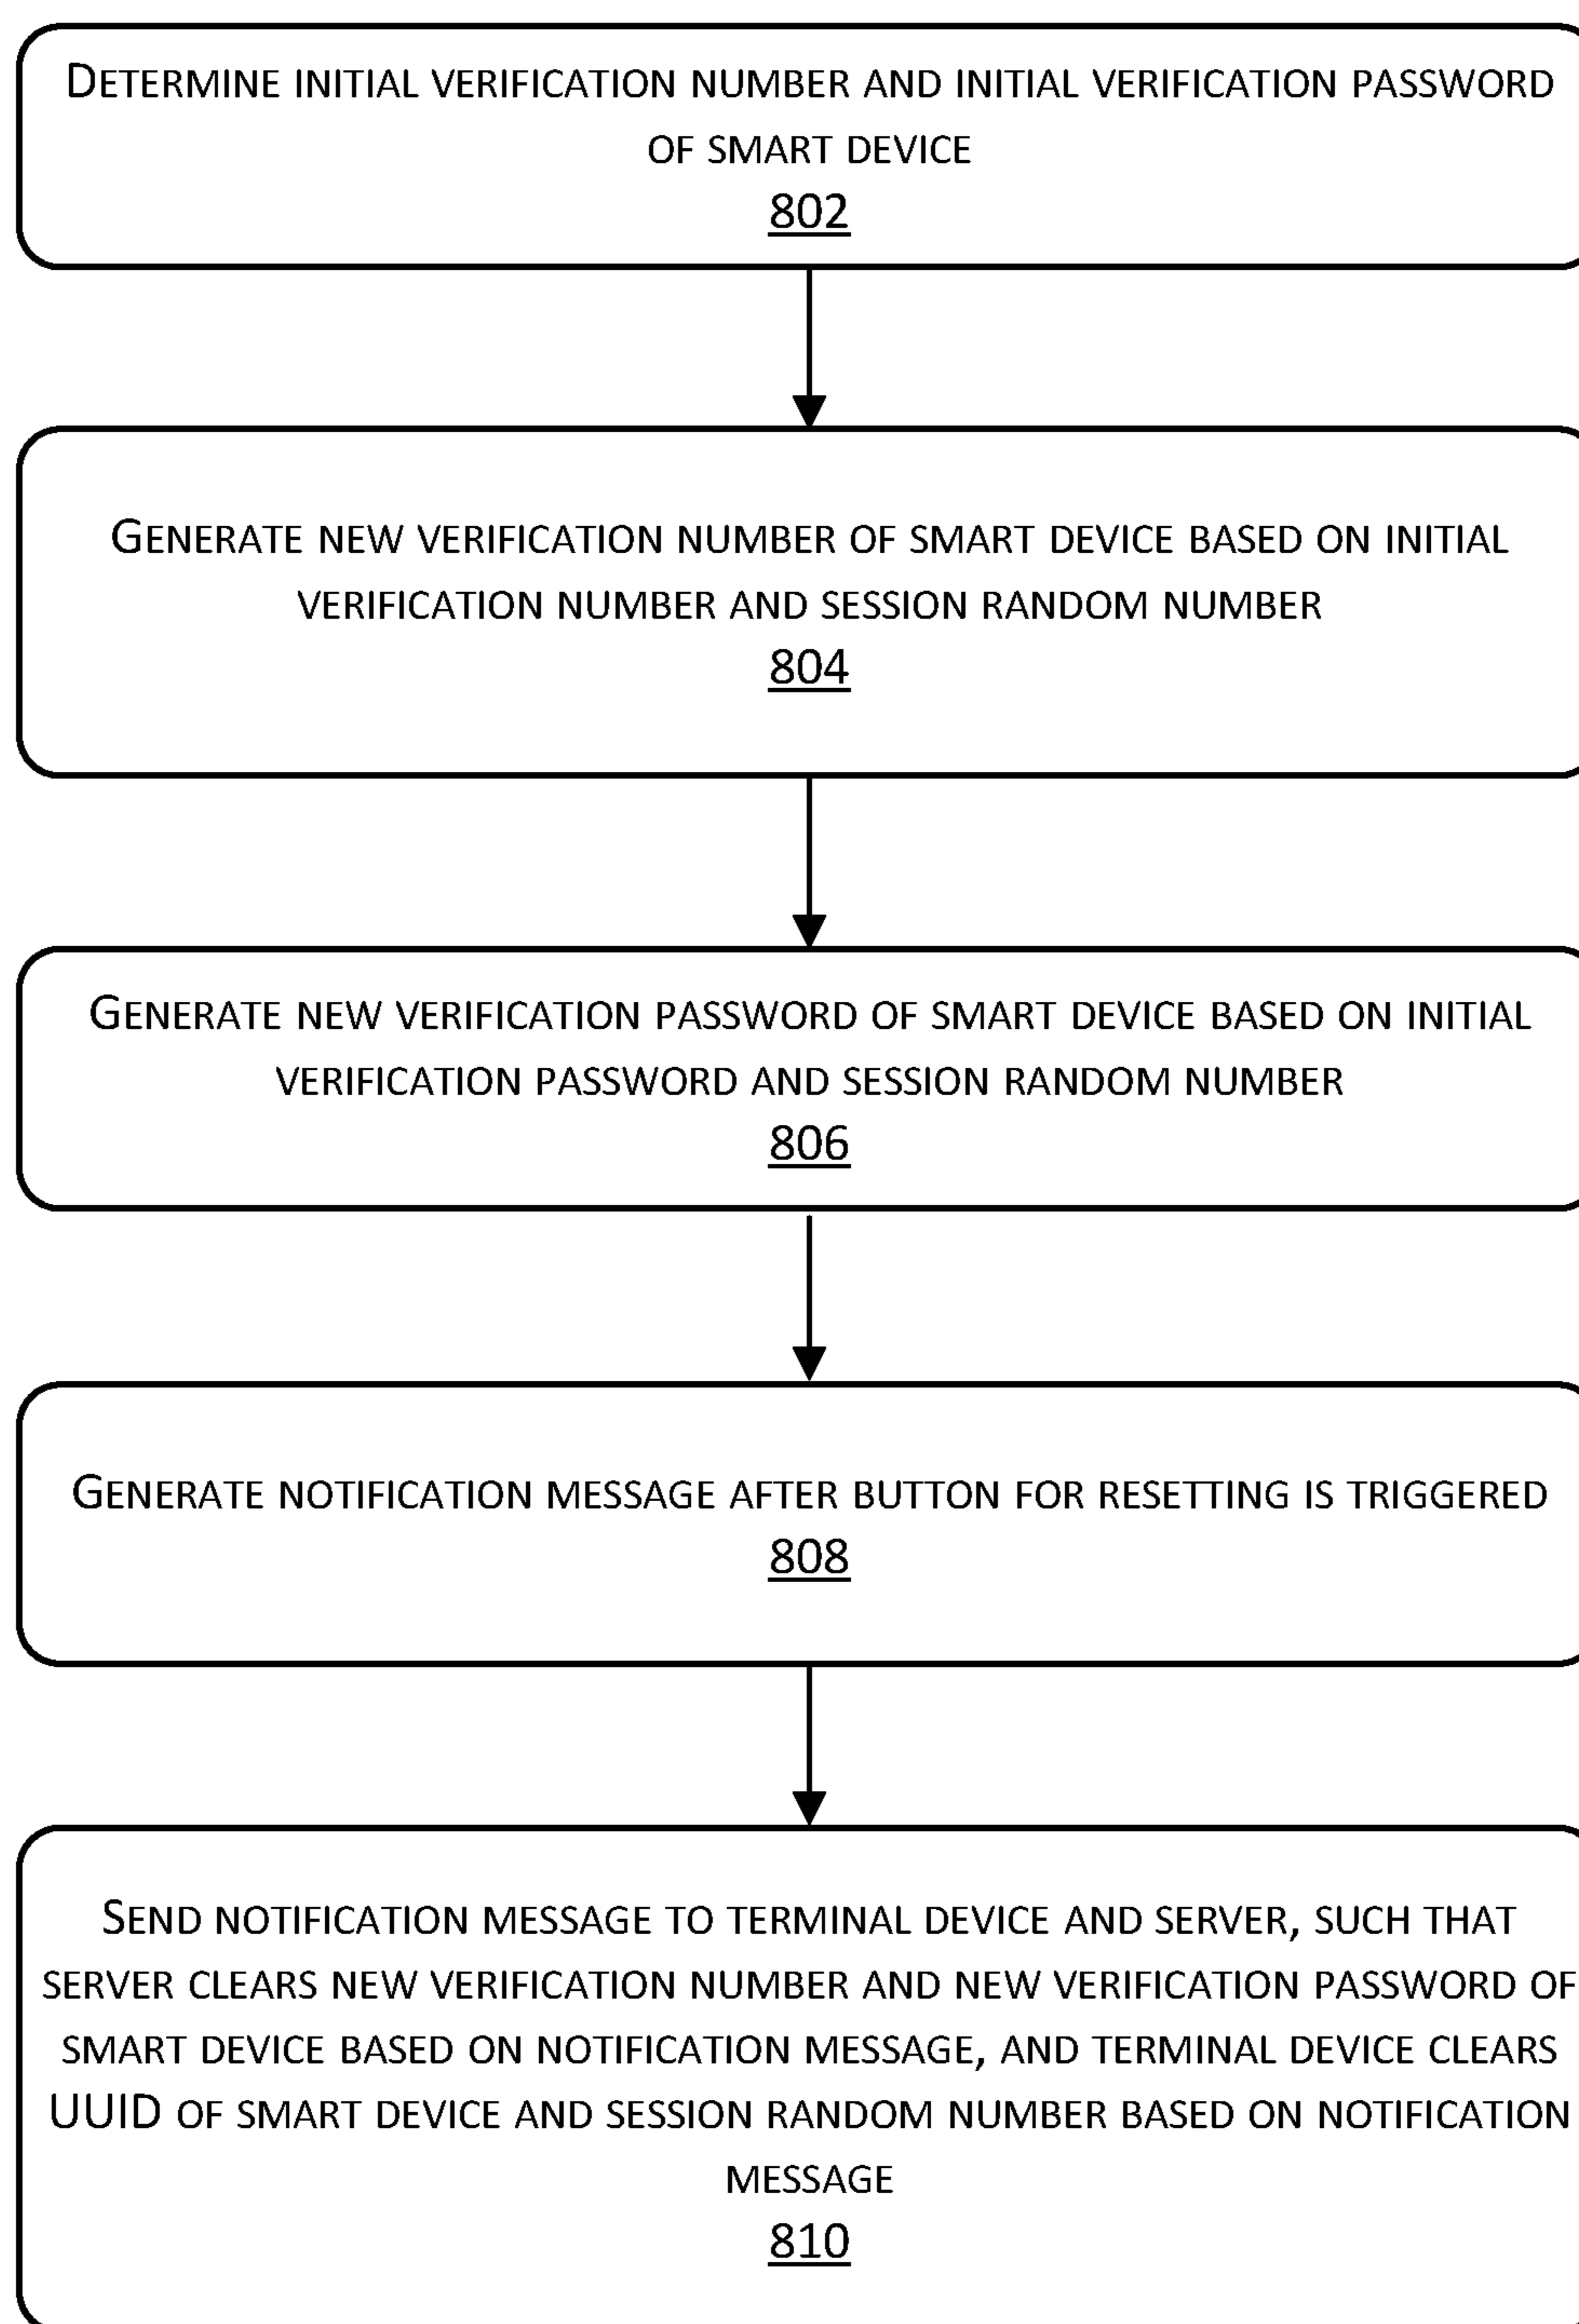 DETERMINE INITIAL VERIFICATION NUMBER AND INITIAL VERIFICATION PASSWORD
OF SMART DEVICE
802
GENERATE NEW VERIFICATION NUMBER OF SMART DEVICE BASED ON INITIAL
VERIFICATION NUMBER AND SESSION RANDOM NUMBER
804
GENERATE NEW VERIFICATION PASSWORD OF SMART DEVICE BASED ON INITIAL
VERIFICATION PASSWORD AND SESSION RANDOM NUMBER
806
GENERATE NOTIFICATION MESSAGE AFTER BUTTON FOR RESETTING IS TRIGGERED
808
SEND NOTIFICATION MESSAGE TO TERMINAL DEVICE AND SERVER, SUCH THAT
SERVER CLEARS NEW VERIFICATION NUMBER AND NEW VERIFICATION PASSWORD OF
SMART DEVICE BASED ON NOTIFICATION MESSAGE, AND TERMINAL DEVICE CLEARS
UUID OF SMART DEVICE AND SESSION RANDOM NUMBER BASED ON NOTIFICATION
MESSAGE
810